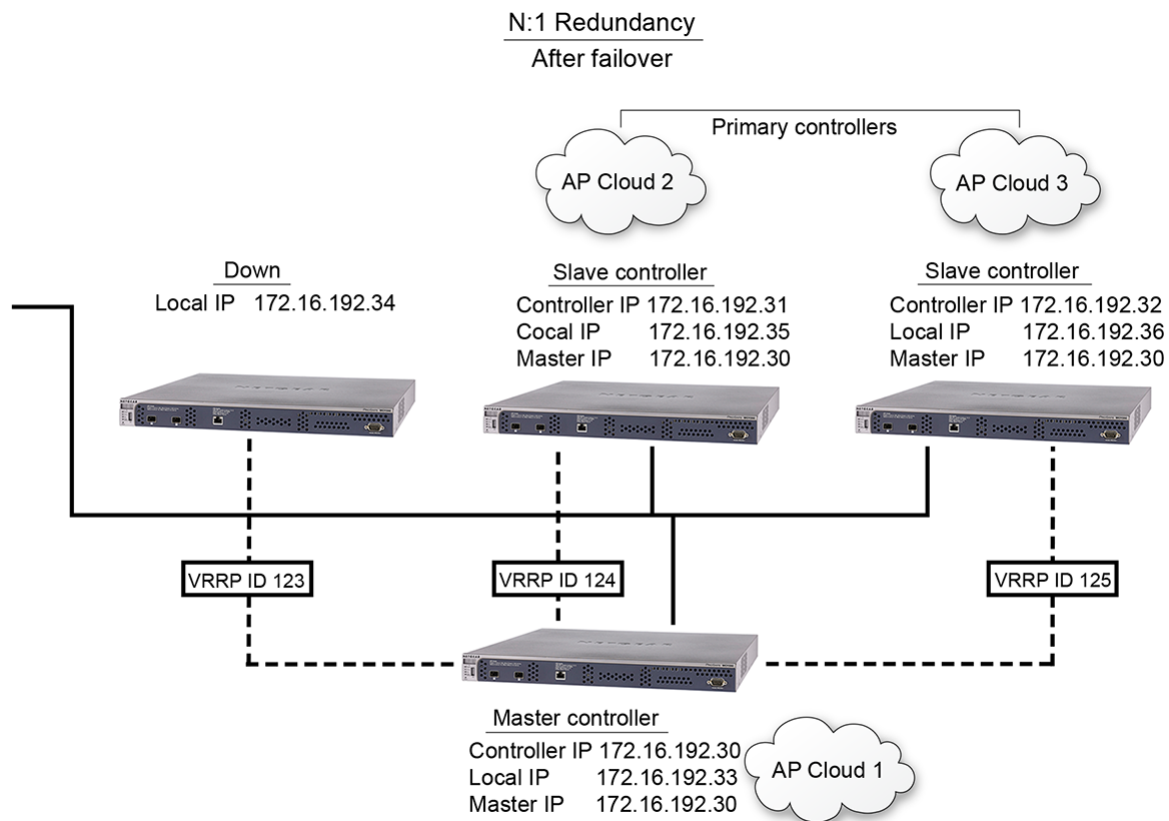 N:1 Redundancy
After failover
Primary controllers
AP Cloud 2
AP Cloud 3
Down
Local IP 172.16.192.34
Slave controller
Controller IP 172.16.192.31
Cocal IP 172.16.192.35
Master IP 172.16.192.30
Slave controller
Controller IP 172.16.192.32
Local IP 172.16.192.36
Master IP 172.16.192.30
VRRP ID 123
VRRP ID 124
VRRP ID 125
Master controller
Controller IP 172.16.192.30
Local IP 172.16.192.33
Master IP 172.16.192.30
AP Cloud 1